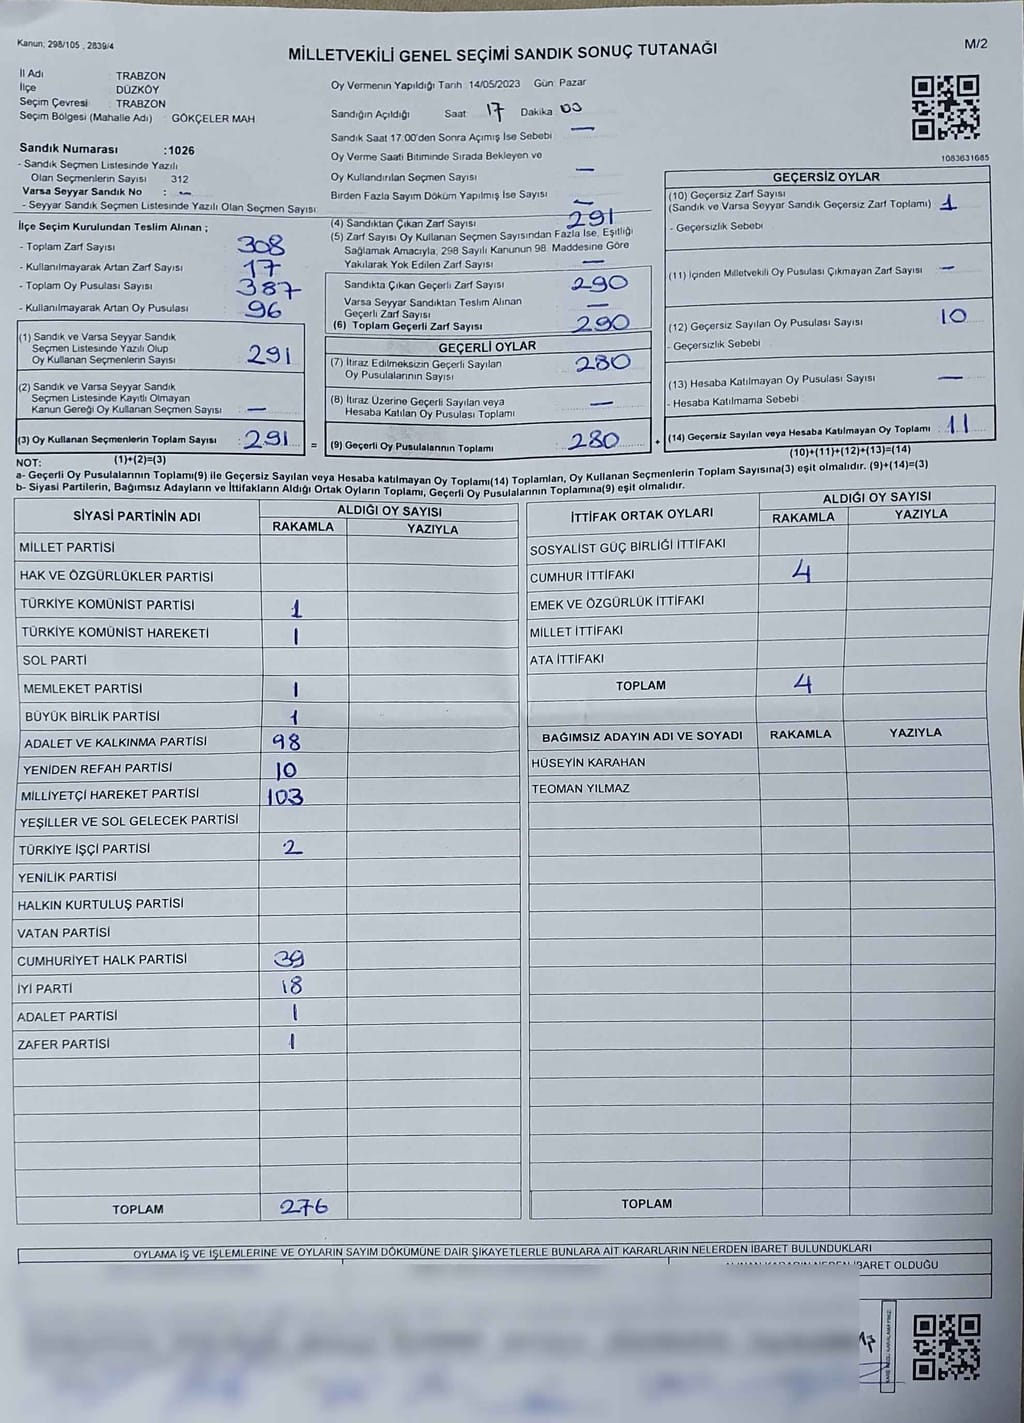 Kanun; 298/105 , 2839/4
MİLLETVEKİLİ GENEL SEÇİMİ SANDIK SONUÇ TUTANAĞI
M/2
İl Adı TRABZON
İlçe DÜZKÖY
Seçim Çevresi : TRABZON
Seçim Bölgesi (Mahalle Adı) : GÖKÇELER MAH
Oy Vermenin Yapıldığı Tarih :14/05/2023 Gün: Pazar
Sandığın Açıldığı Saat 17 Dakika 03
Sandık Saat 17:00'den Sonra Açımış İse Sebebi —
Oy Verme Saati Bitiminde Sırada Bekleyen ve
Oy Kullandırılan Seçmen Sayısı —
Birden Fazla Sayım Döküm Yapılmış İse Sayısı —
Sandık Numarası :1026
- Sandık Seçmen Listesinde Yazılı
Olan Seçmenlerin Sayısı 312
Varsa Seyyar Sandık No : —
- Seyyar Sandık Seçmen Listesinde Yazılı Olan Seçmen Sayısı:
İlçe Seçim Kurulundan Teslim Alınan ;
- Toplam Zarf Sayısı 308
- Kullanılmayarak Artan Zarf Sayısı 17
- Toplam Oy Pusulası Sayısı 387
- Kullanılmayarak Artan Oy Pusulası 96
(1) Sandık ve Varsa Seyyar Sandık
Seçmen Listesinde Yazılı Olup
Oy Kullanan Seçmenlerin Sayısı 291
(2) Sandık ve Varsa Seyyar Sandık
Seçmen Listesinde Kayıtlı Olmayan
Kanun Gereği Oy Kullanan Seçmen Sayısı —
(3) Oy Kullanan Seçmenlerin Toplam Sayısı : 291 =
(1)+(2)=(3)
(4) Sandıktan Çıkan Zarf Sayısı 291
(5) Zarf Sayısı Oy Kullanan Seçmen Sayısından Fazla İse, Eşitliği
Sağlamak Amacıyla, 298 Sayılı Kanunun 98. Maddesine Göre
Yakılarak Yok Edilen Zarf Sayısı —
Sandıkta Çıkan Geçerli Zarf Sayısı 290
Varsa Seyyar Sandıktan Teslim Alınan
Geçerli Zarf Sayısı —
(6) Toplam Geçerli Zarf Sayısı 290
GEÇERLİ OYLAR
(7) İtiraz Edilmeksizin Geçerli Sayılan
Oy Pusulalarının Sayısı 280
(8) İtiraz Üzerine Geçerli Sayılan veya
Hesaba Katılan Oy Pusulası Toplamı —
(9) Geçerli Oy Pusulalarının Toplamı 280 +
1083631685
GEÇERSİZ OYLAR
(10) Geçersiz Zarf Sayısı
(Sandık ve Varsa Seyyar Sandık Geçersiz Zarf Toplamı) 1
- Geçersizlik Sebebi
(11) İçinden Milletvekili Oy Pusulası Çıkmayan Zarf Sayısı —
(12) Geçersiz Sayılan Oy Pusulası Sayısı 10
- Geçersizlik Sebebi
(13) Hesaba Katılmayan Oy Pusulası Sayısı —
- Hesaba Katılmama Sebebi
(14) Geçersiz Sayılan veya Hesaba Katılmayan Oy Toplamı : 11
(10)+(11)+(12)+(13)=(14)
NOT:
a- Geçerli Oy Pusulalarının Toplamı(9) ile Geçersiz Sayılan veya Hesaba katılmayan Oy Toplamı(14) Toplamları, Oy Kullanan Seçmenlerin Toplam Sayısına(3) eşit olmalıdır. (9)+(14)=(3)
b- Siyasi Partilerin, Bağımsız Adayların ve İttifakların Aldığı Ortak Oyların Toplamı, Geçerli Oy Pusulalarının Toplamına(9) eşit olmalıdır.
SİYASİ PARTİNİN ADI ALDIĞI OY SAYISI
RAKAMLA YAZIYLA
MİLLET PARTİSİ
HAK VE ÖZGÜRLÜKLER PARTİSİ
TÜRKİYE KOMÜNİST PARTİSİ 1
TÜRKİYE KOMÜNİST HAREKETİ 1
SOL PARTİ
MEMLEKET PARTİSİ 1
BÜYÜK BİRLİK PARTİSİ 1
ADALET VE KALKINMA PARTİSİ 98
YENİDEN REFAH PARTİSİ 10
MİLLİYETÇİ HAREKET PARTİSİ 103
YEŞİLLER VE SOL GELECEK PARTİSİ
TÜRKİYE İŞÇİ PARTİSİ 2
YENİLİK PARTİSİ
HALKIN KURTULUŞ PARTİSİ
VATAN PARTİSİ
CUMHURİYET HALK PARTİSİ 39
İYİ PARTİ 18
ADALET PARTİSİ 1
ZAFER PARTİSİ 1
TOPLAM 276
İTTİFAK ORTAK OYLARI ALDIĞI OY SAYISI
RAKAMLA YAZIYLA
SOSYALİST GÜÇ BİRLİĞİ İTTİFAKI
CUMHUR İTTİFAKI 4
EMEK VE ÖZGÜRLÜK İTTİFAKI
MİLLET İTTİFAKI
ATA İTTİFAKI
TOPLAM 4
BAĞIMSIZ ADAYIN ADI VE SOYADI RAKAMLA YAZIYLA
HÜSEYİN KARAHAN
TEOMAN YILMAZ
TOPLAM
OYLAMA İŞ VE İŞLEMLERİNE VE OYLARIN SAYIM DÖKÜMÜNE DAİR ŞİKAYETLERLE BUNLARA AİT KARARLARIN NELERDEN İBARET BULUNDUKLARI
İBARET OLDUĞU